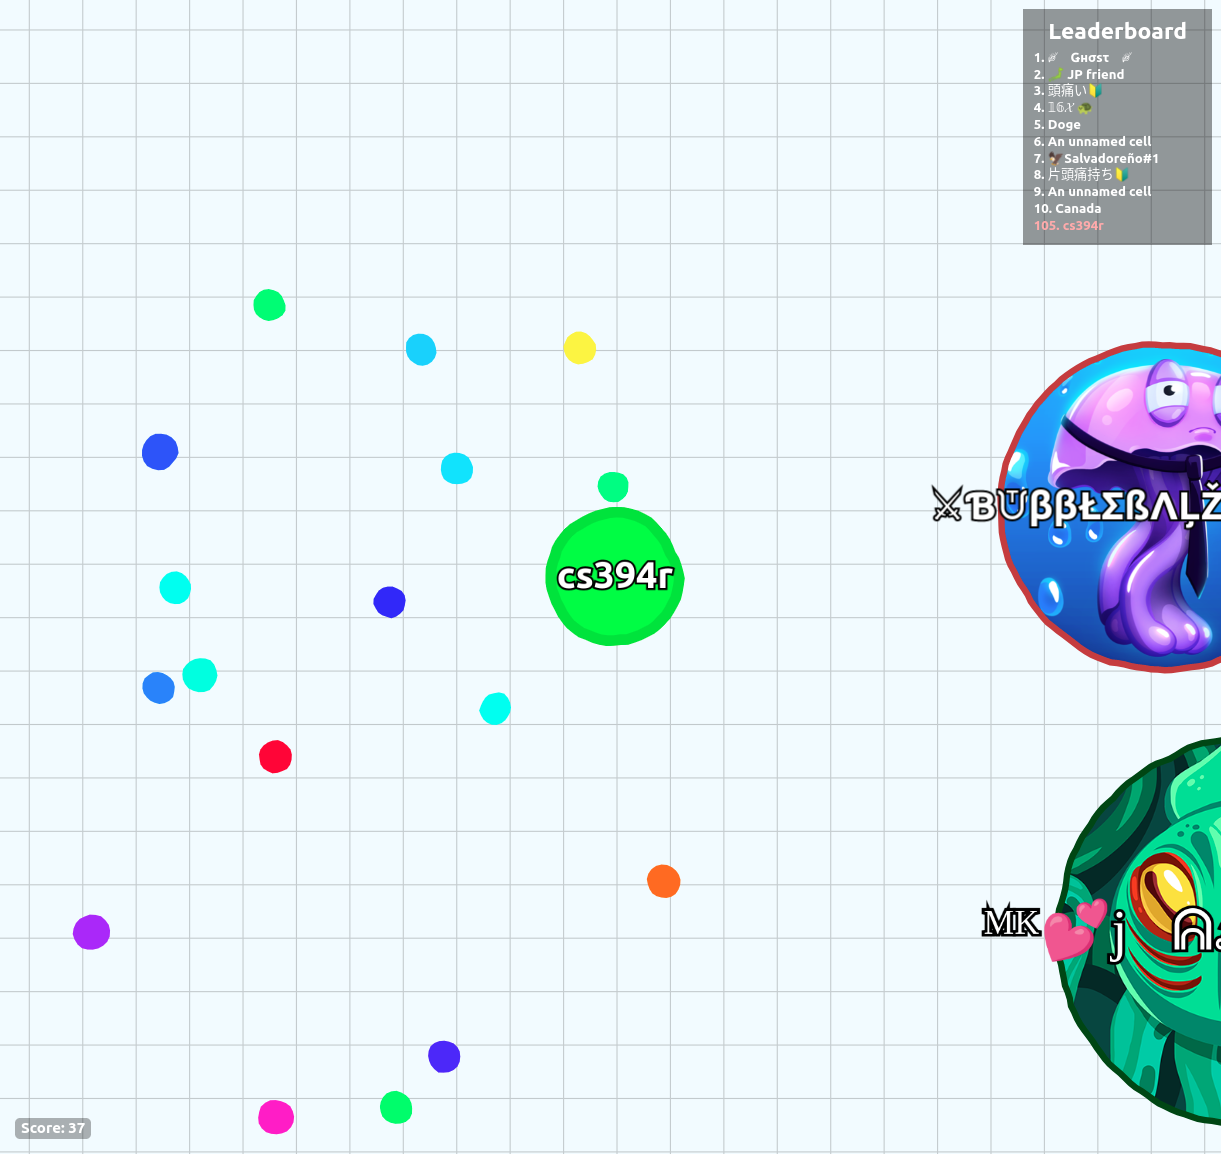 Leaderboard
1. ☄ Gʜσsτ ☄
2. JP friend
3. 頭痛い🔰
4. 𝟙𝟞𝓧 🐢
5. Doge
6. An unnamed cell
7. 🦅Salvadoreño#1
8. 片頭痛持ち🔰
9. An unnamed cell
10. Canada
105. cs394r
cs394r
MK💕j
Score: 37